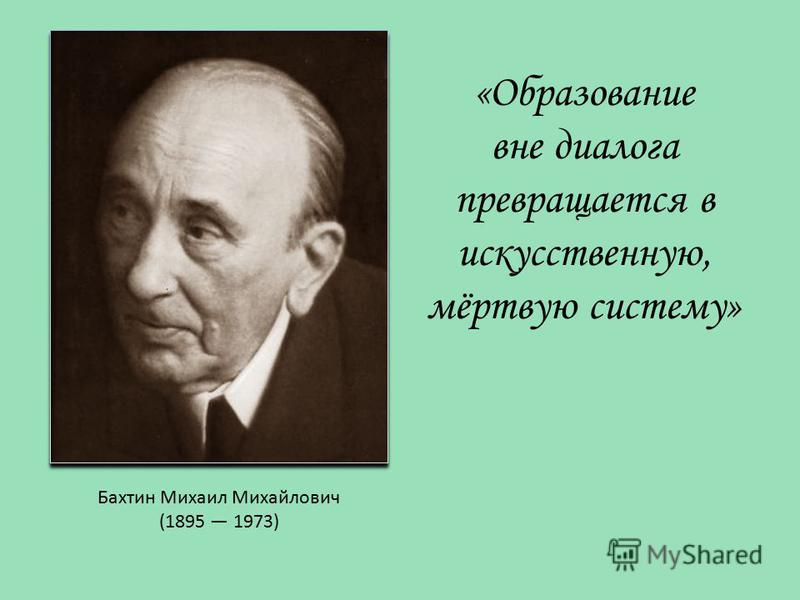 «Образование
вне диалога
превращается в
искусственную,
мёртвую систему»
Бахтин Михаил Михайлович
(1895 — 1973)
MyShared